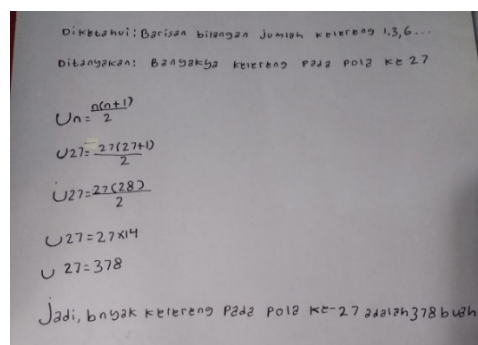 Diketahui: Barisan bilangan jumlah kelereng 1,3,6...
Ditanyakan: Banyakya kelereng pada pola ke 27
Un = n(n+1)/2
U27 = 27(27+1)/2
U27 = 27(28)/2
U27 = 27x14
U 27 = 378
Jadi, bnyak kelereng pada pola ke-27 adalah 378 buah